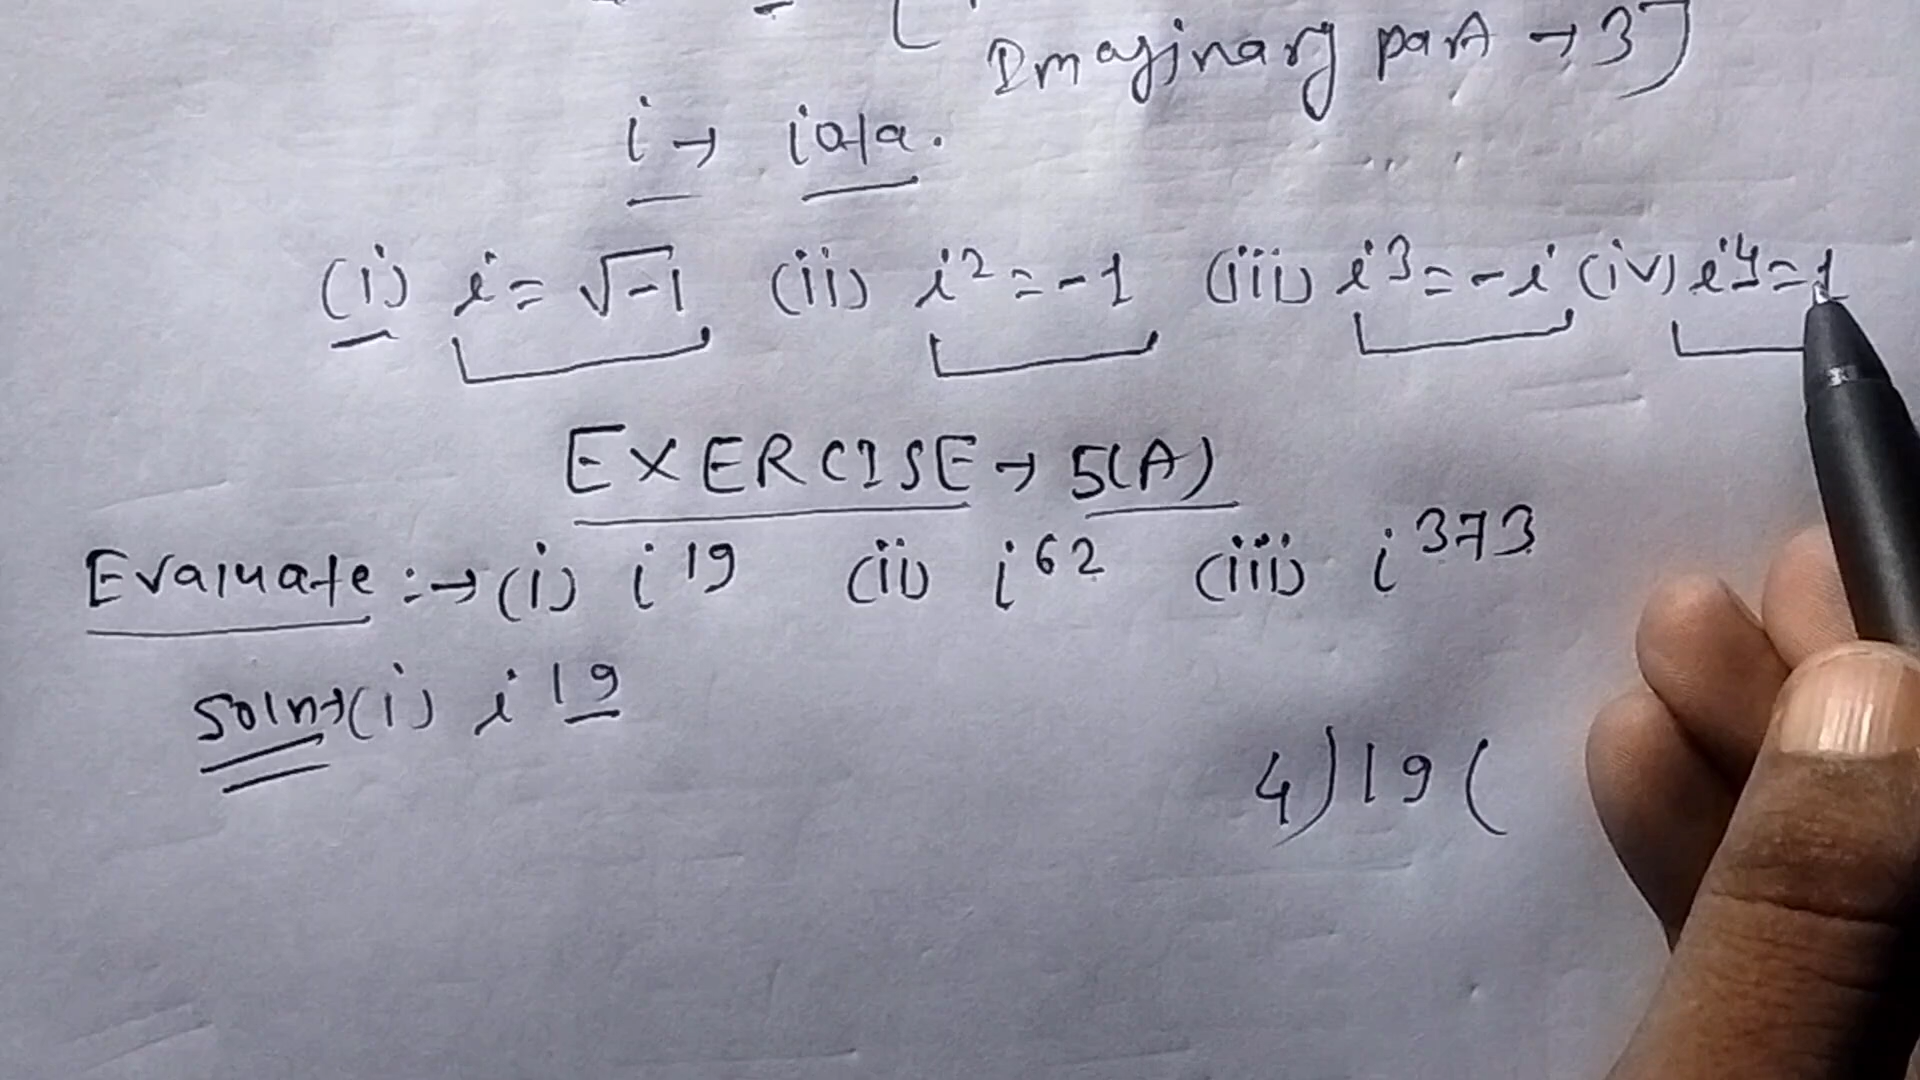 Imaginary part → 3]
i → iota.
(i) i = √-1 (ii) i² = -1 (iii) i³ = -i (iv) i⁴ = 1
EXERCISE → 5(A)
Evaluate :→ (i) i¹⁹ (ii) i⁶² (iii) i³⁷³
Soln→ (i) i¹⁹
4)19(